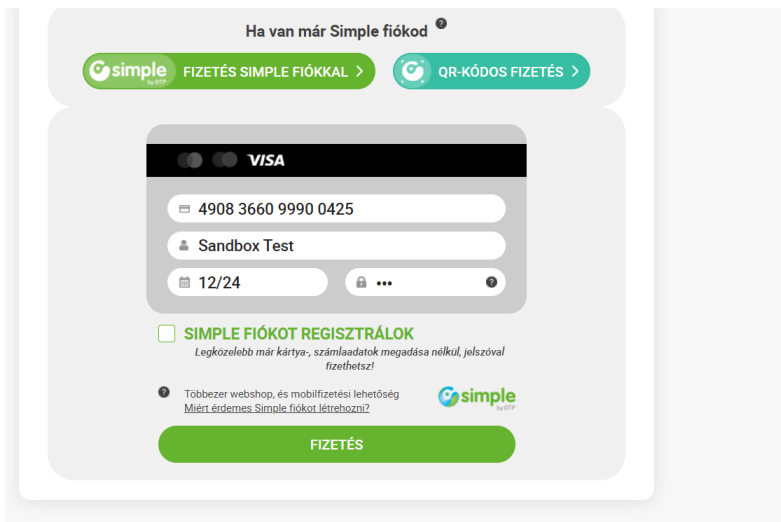 Ha van már Simple fiókod ?
simple by OTP FIZETÉS SIMPLE FIÓKKAL >
QR-KÓDOS FIZETÉS >
VISA
4908 3660 9990 0425
Sandbox Test
12/24
••• ?
SIMPLE FIÓKOT REGISZTRÁLOK
Legközelebb már kártya-, számlaadatok megadása nélkül, jelszóval
fizethetsz!
? Többezer webshop, és mobilfizetési lehetőség
Miért érdemes Simple fiókot létrehozni?
simple
by OTP
FIZETÉS